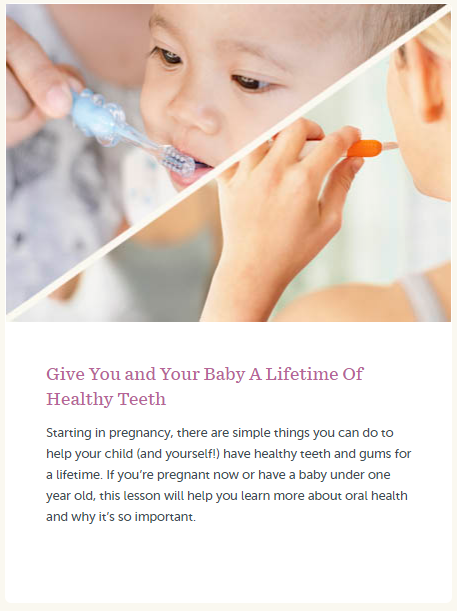 Give You and Your Baby A Lifetime Of
Healthy Teeth
Starting in pregnancy, there are simple things you can do to
help your child (and yourself!) have healthy teeth and gums for
a lifetime. If you’re pregnant now or have a baby under one
year old, this lesson will help you learn more about oral health
and why it’s so important.